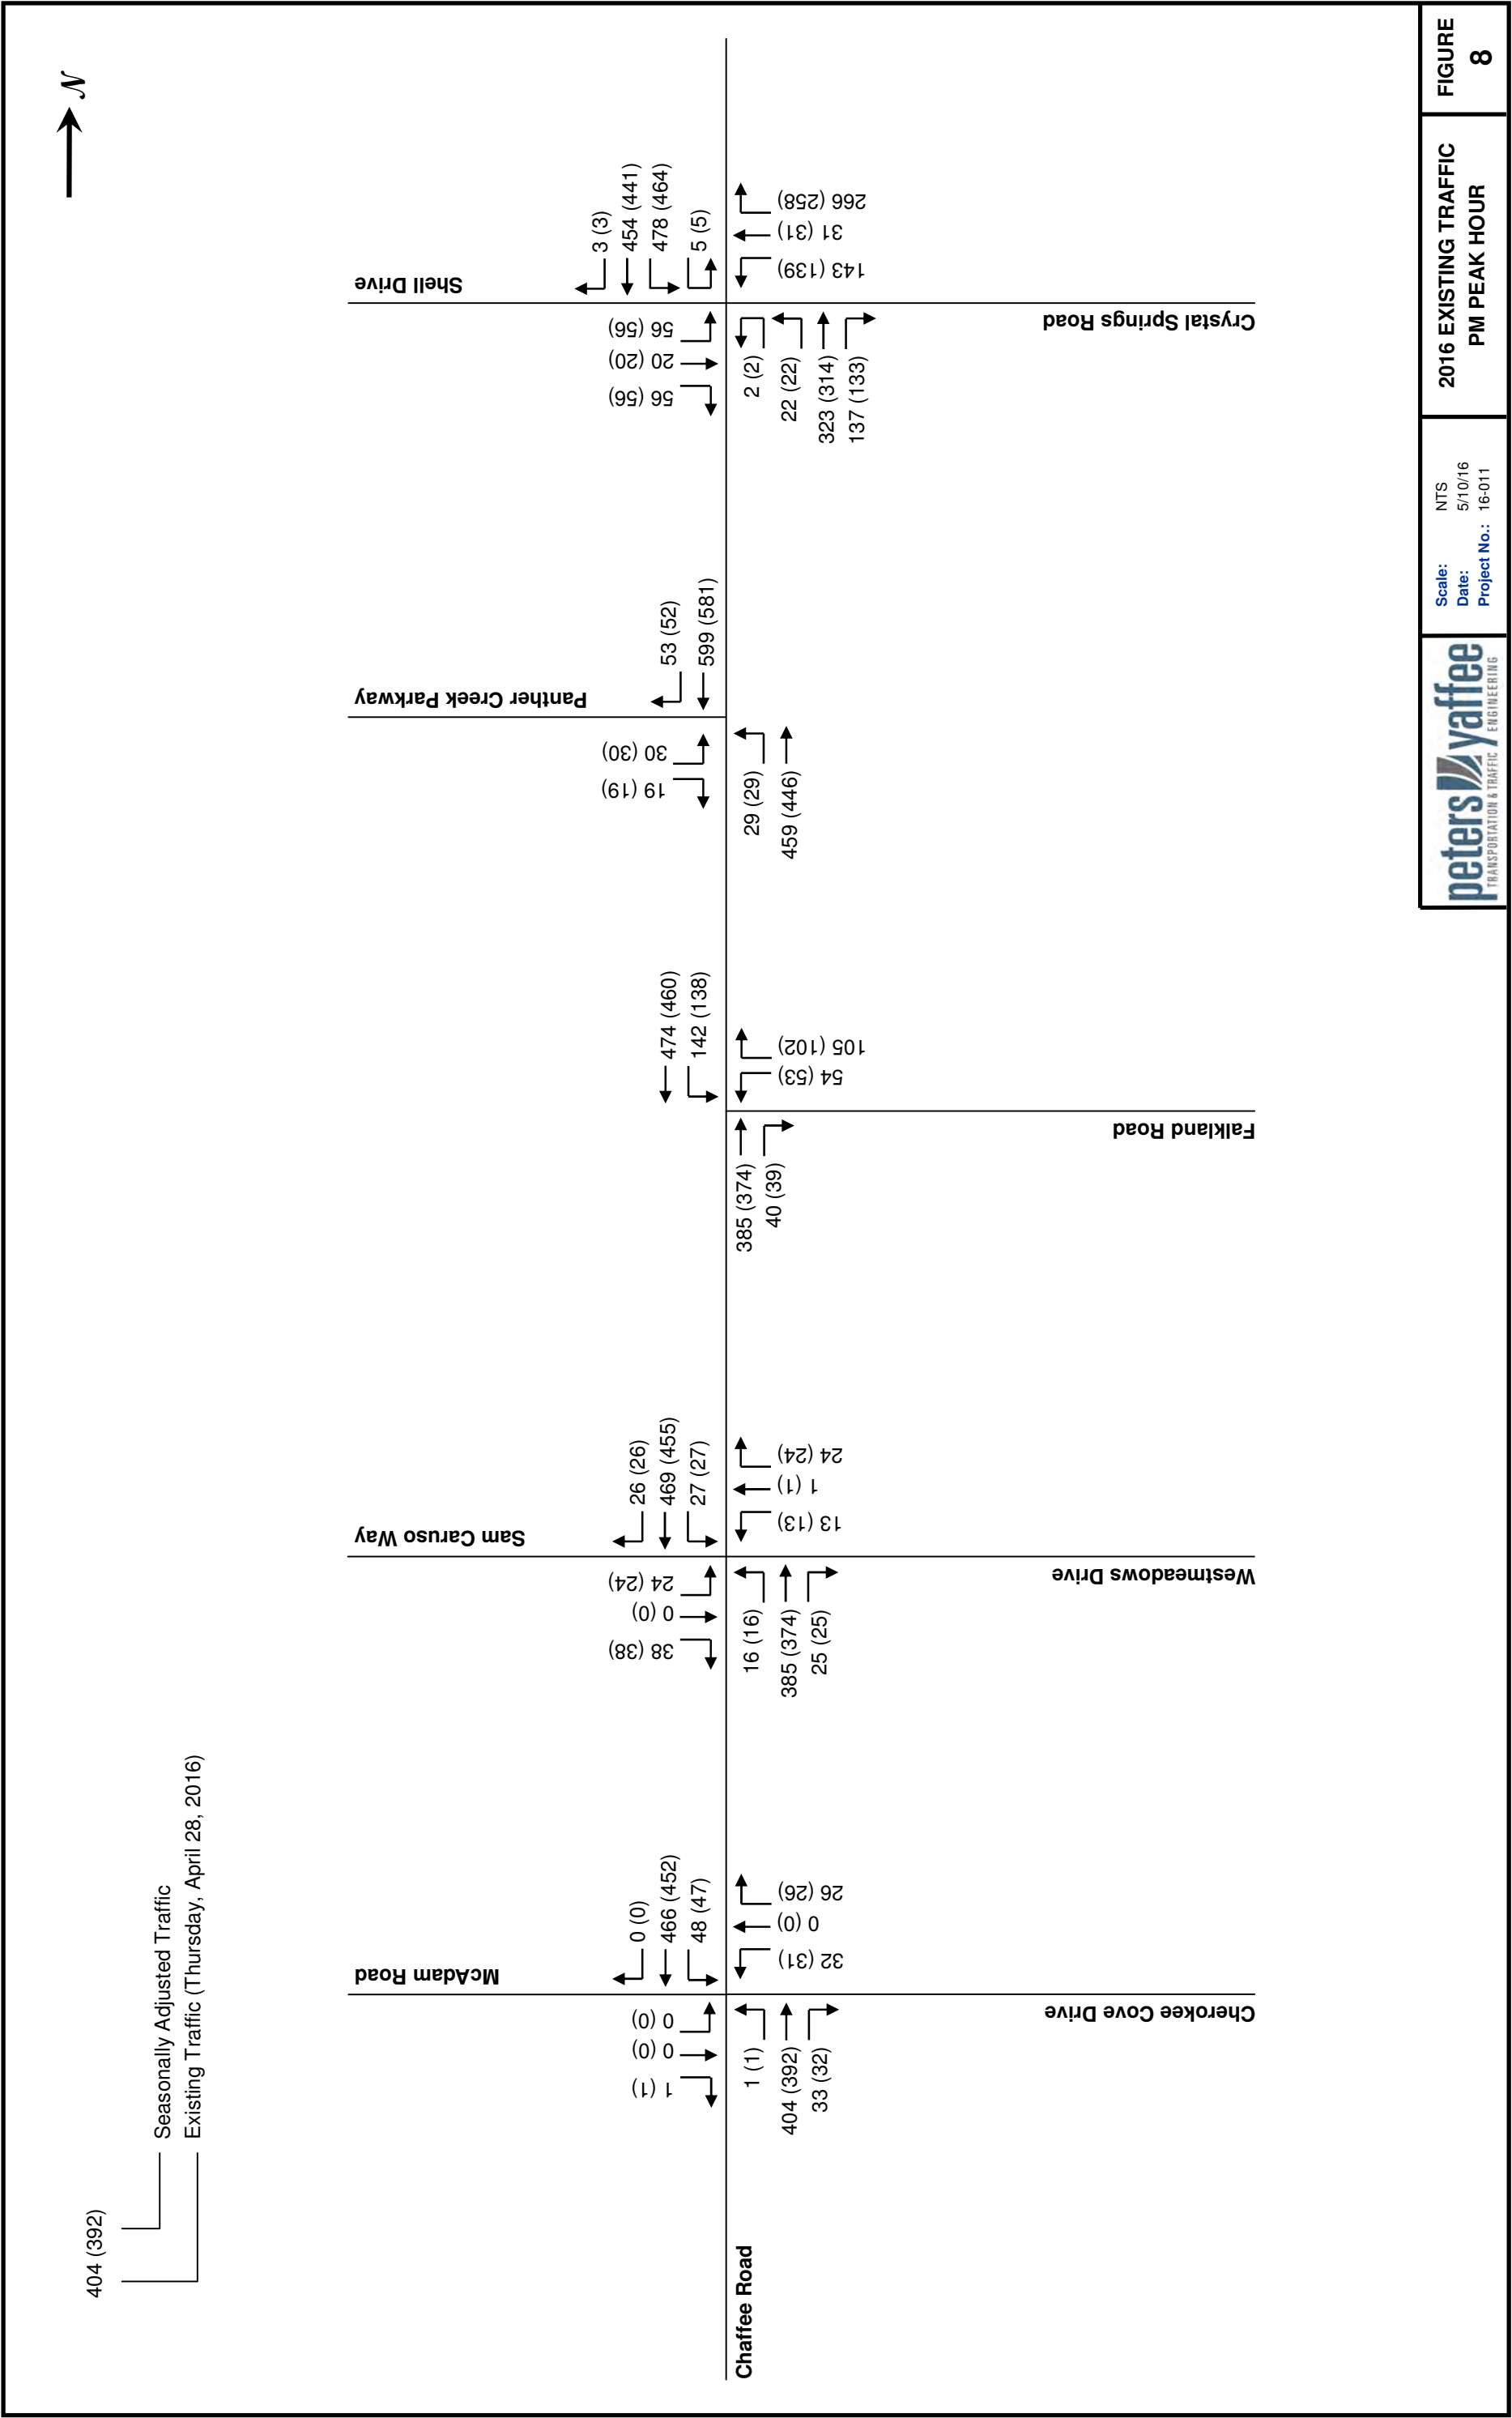 404 (392)
Seasonally Adjusted Traffic
Existing Traffic (Thursday, April 28, 2016)
N
Chaffee Road
McAdam Road
0 (0)
466 (452)
48 (47)
0 (0)
0 (0)
1 (1)
1 (1)
404 (392)
33 (32)
26 (26)
0 (0)
32 (31)
Cherokee Cove Drive
Sam Caruso Way
26 (26)
469 (455)
27 (27)
24 (24)
0 (0)
38 (38)
16 (16)
385 (374)
25 (25)
24 (24)
1 (1)
13 (13)
Westmeadows Drive
474 (460)
142 (138)
385 (374)
40 (39)
105 (102)
54 (53)
Falkland Road
Panther Creek Parkway
53 (52)
599 (581)
30 (30)
19 (19)
29 (29)
459 (446)
Shell Drive
3 (3)
454 (441)
478 (464)
5 (5)
56 (56)
20 (20)
56 (56)
2 (2)
22 (22)
323 (314)
137 (133)
266 (258)
31 (31)
143 (139)
Crystal Springs Road
peters yaffee
TRANSPORTATION & TRAFFIC ENGINEERING
Scale: NTS
Date: 5/10/16
Project No.: 16-011
2016 EXISTING TRAFFIC
PM PEAK HOUR
FIGURE
8